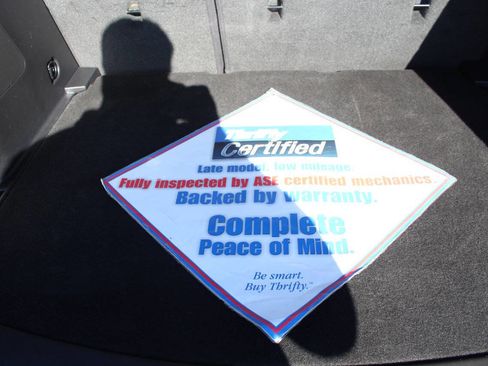 Thrifty
Certified
Late model, low mileage.
Fully inspected by ASE certified mechanics.
Backed by warranty.
Complete
Peace of Mind.
Be smart.
Buy Thrifty.™